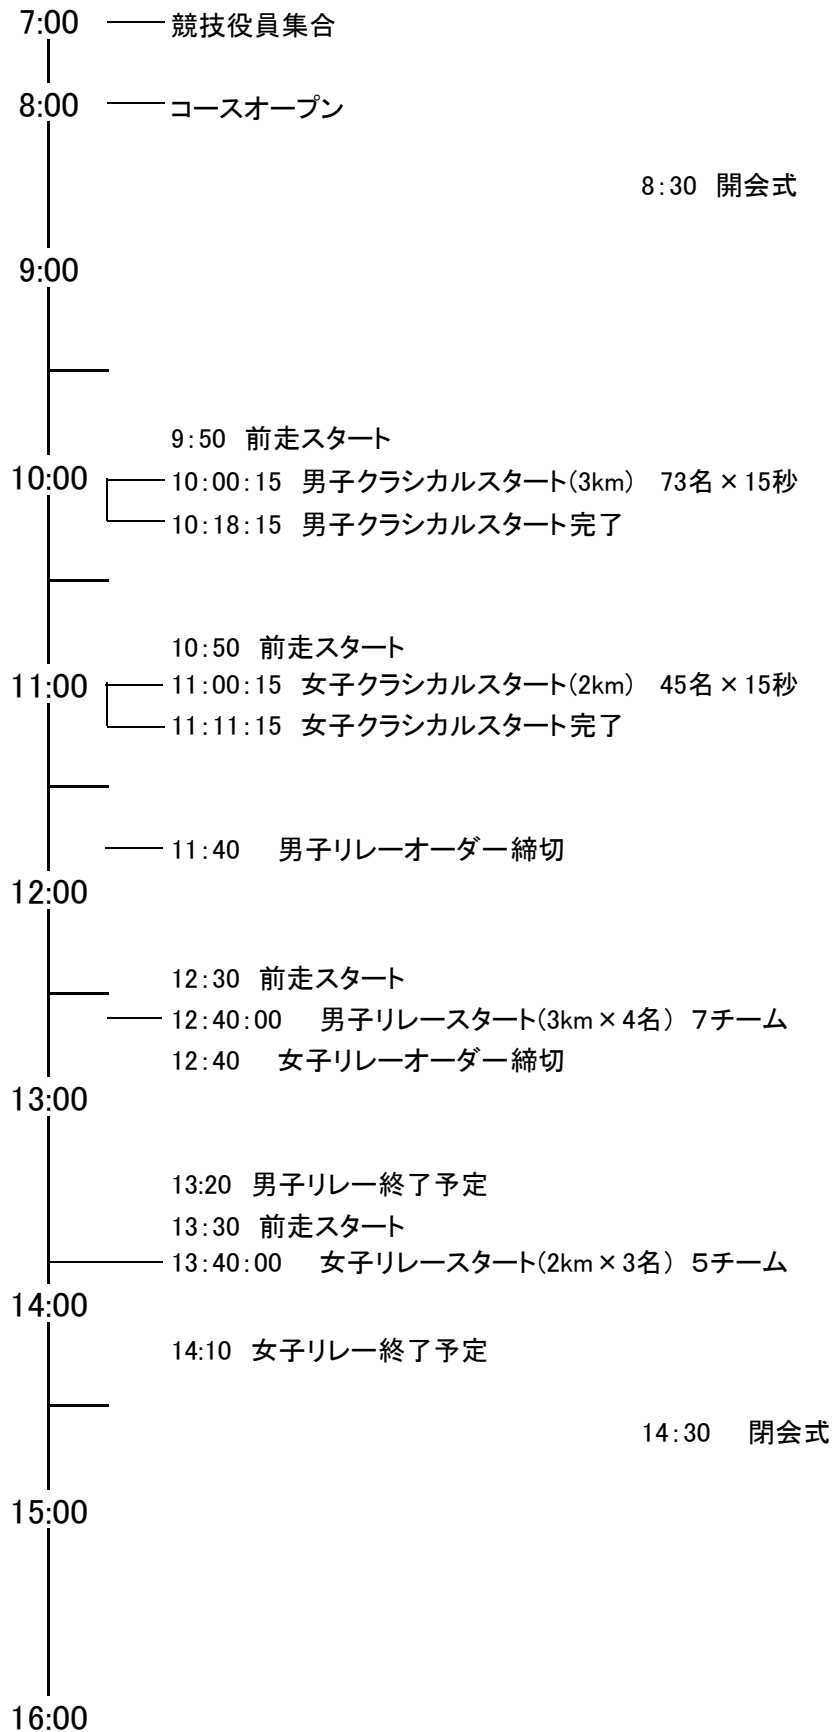 7:00 競技役員集合
8:00 コースオープン
8:30 開会式
9:00
9:50 前走スタート
10:00 10:00:15 男子クラシカルスタート(3km) 73名×15秒
10:18:15 男子クラシカルスタート完了
10:50 前走スタート
11:00 11:00:15 女子クラシカルスタート(2km) 45名×15秒
11:11:15 女子クラシカルスタート完了
11:40 男子リレーオーダー締切
12:00
12:30 前走スタート
12:40:00 男子リレースタート(3km×4名) 7チーム
12:40 女子リレーオーダー締切
13:00
13:20 男子リレー終了予定
13:30 前走スタート
13:40:00 女子リレースタート(2km×3名) 5チーム
14:00
14:10 女子リレー終了予定
14:30 閉会式
15:00
16:00